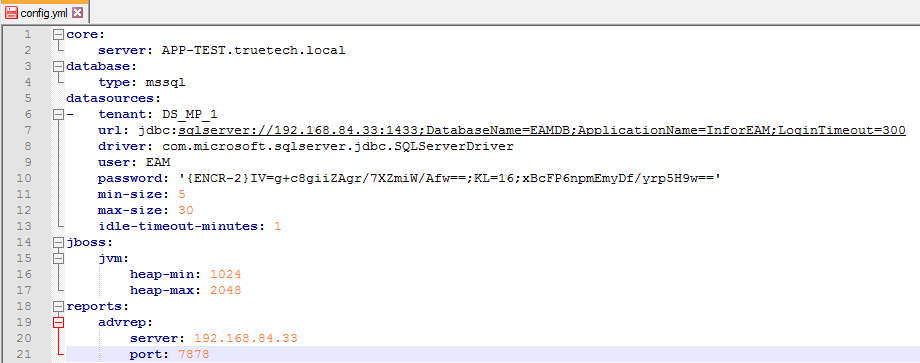 config.yml
1 core:
2 server: APP-TEST.truetech.local
3 database:
4 type: mssql
5 datasources:
6 - tenant: DS_MP_1
7 url: jdbc:sqlserver://192.168.84.33:1433;DatabaseName=EAMDB;ApplicationName=InforEAM;LoginTimeout=300
8 driver: com.microsoft.sqlserver.jdbc.SQLServerDriver
9 user: EAM
10 password: '{ENCR-2}IV=g+c8giiZAgr/7XZmiW/Afw==;KL=16;xBcFP6npmEmyDf/yrp5H9w=='
11 min-size: 5
12 max-size: 30
13 idle-timeout-minutes: 1
14 jboss:
15 jvm:
16 heap-min: 1024
17 heap-max: 2048
18 reports:
19 advrep:
20 server: 192.168.84.33
21 port: 7878